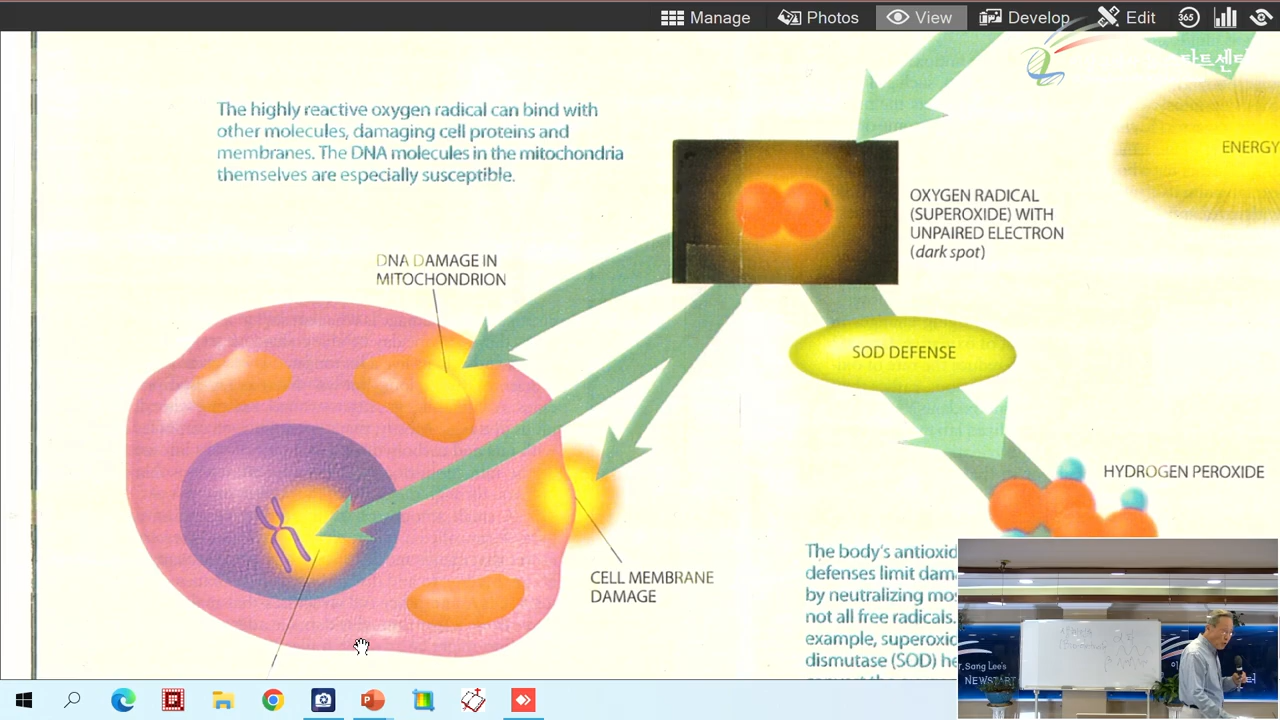 Manage
Photos
View
Develop
Edit
365
The highly reactive oxygen radical can bind with
other molecules, damaging cell proteins and
membranes. The DNA molecules in the mitochondria
themselves are especially susceptible.
ENERGY
OXYGEN RADICAL
(SUPEROXIDE) WITH
UNPAIRED ELECTRON
(dark spot)
DNA DAMAGE IN
MITOCHONDRION
SOD DEFENSE
HYDROGEN PEROXIDE
CELL MEMBRANE
DAMAGE
The body's antioxid
defenses limit dam
by neutralizing mos
not all free radicals.
example, superoxid
dismutase (SOD) he
r.Sang Lee's
NEWSTART